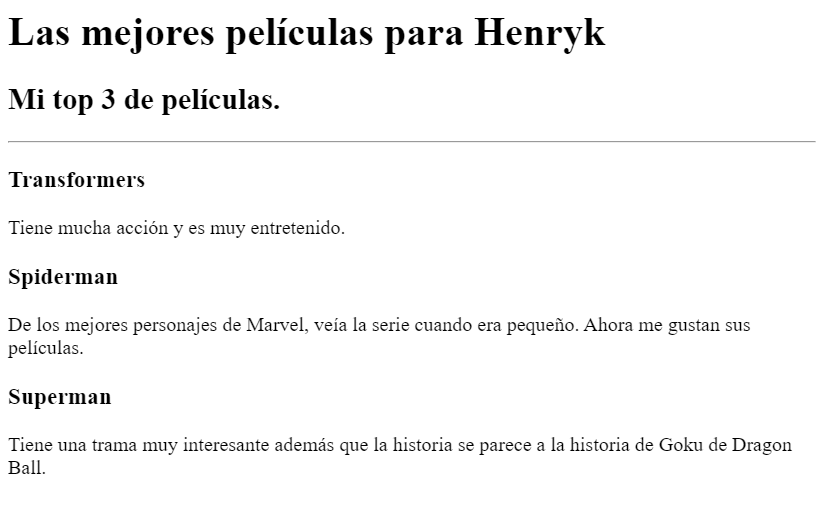 Las mejores películas para Henryk
Mi top 3 de películas.
Transformers
Tiene mucha acción y es muy entretenido.
Spiderman
De los mejores personajes de Marvel, veía la serie cuando era pequeño. Ahora me gustan sus
películas.
Superman
Tiene una trama muy interesante además que la historia se parece a la historia de Goku de Dragon
Ball.